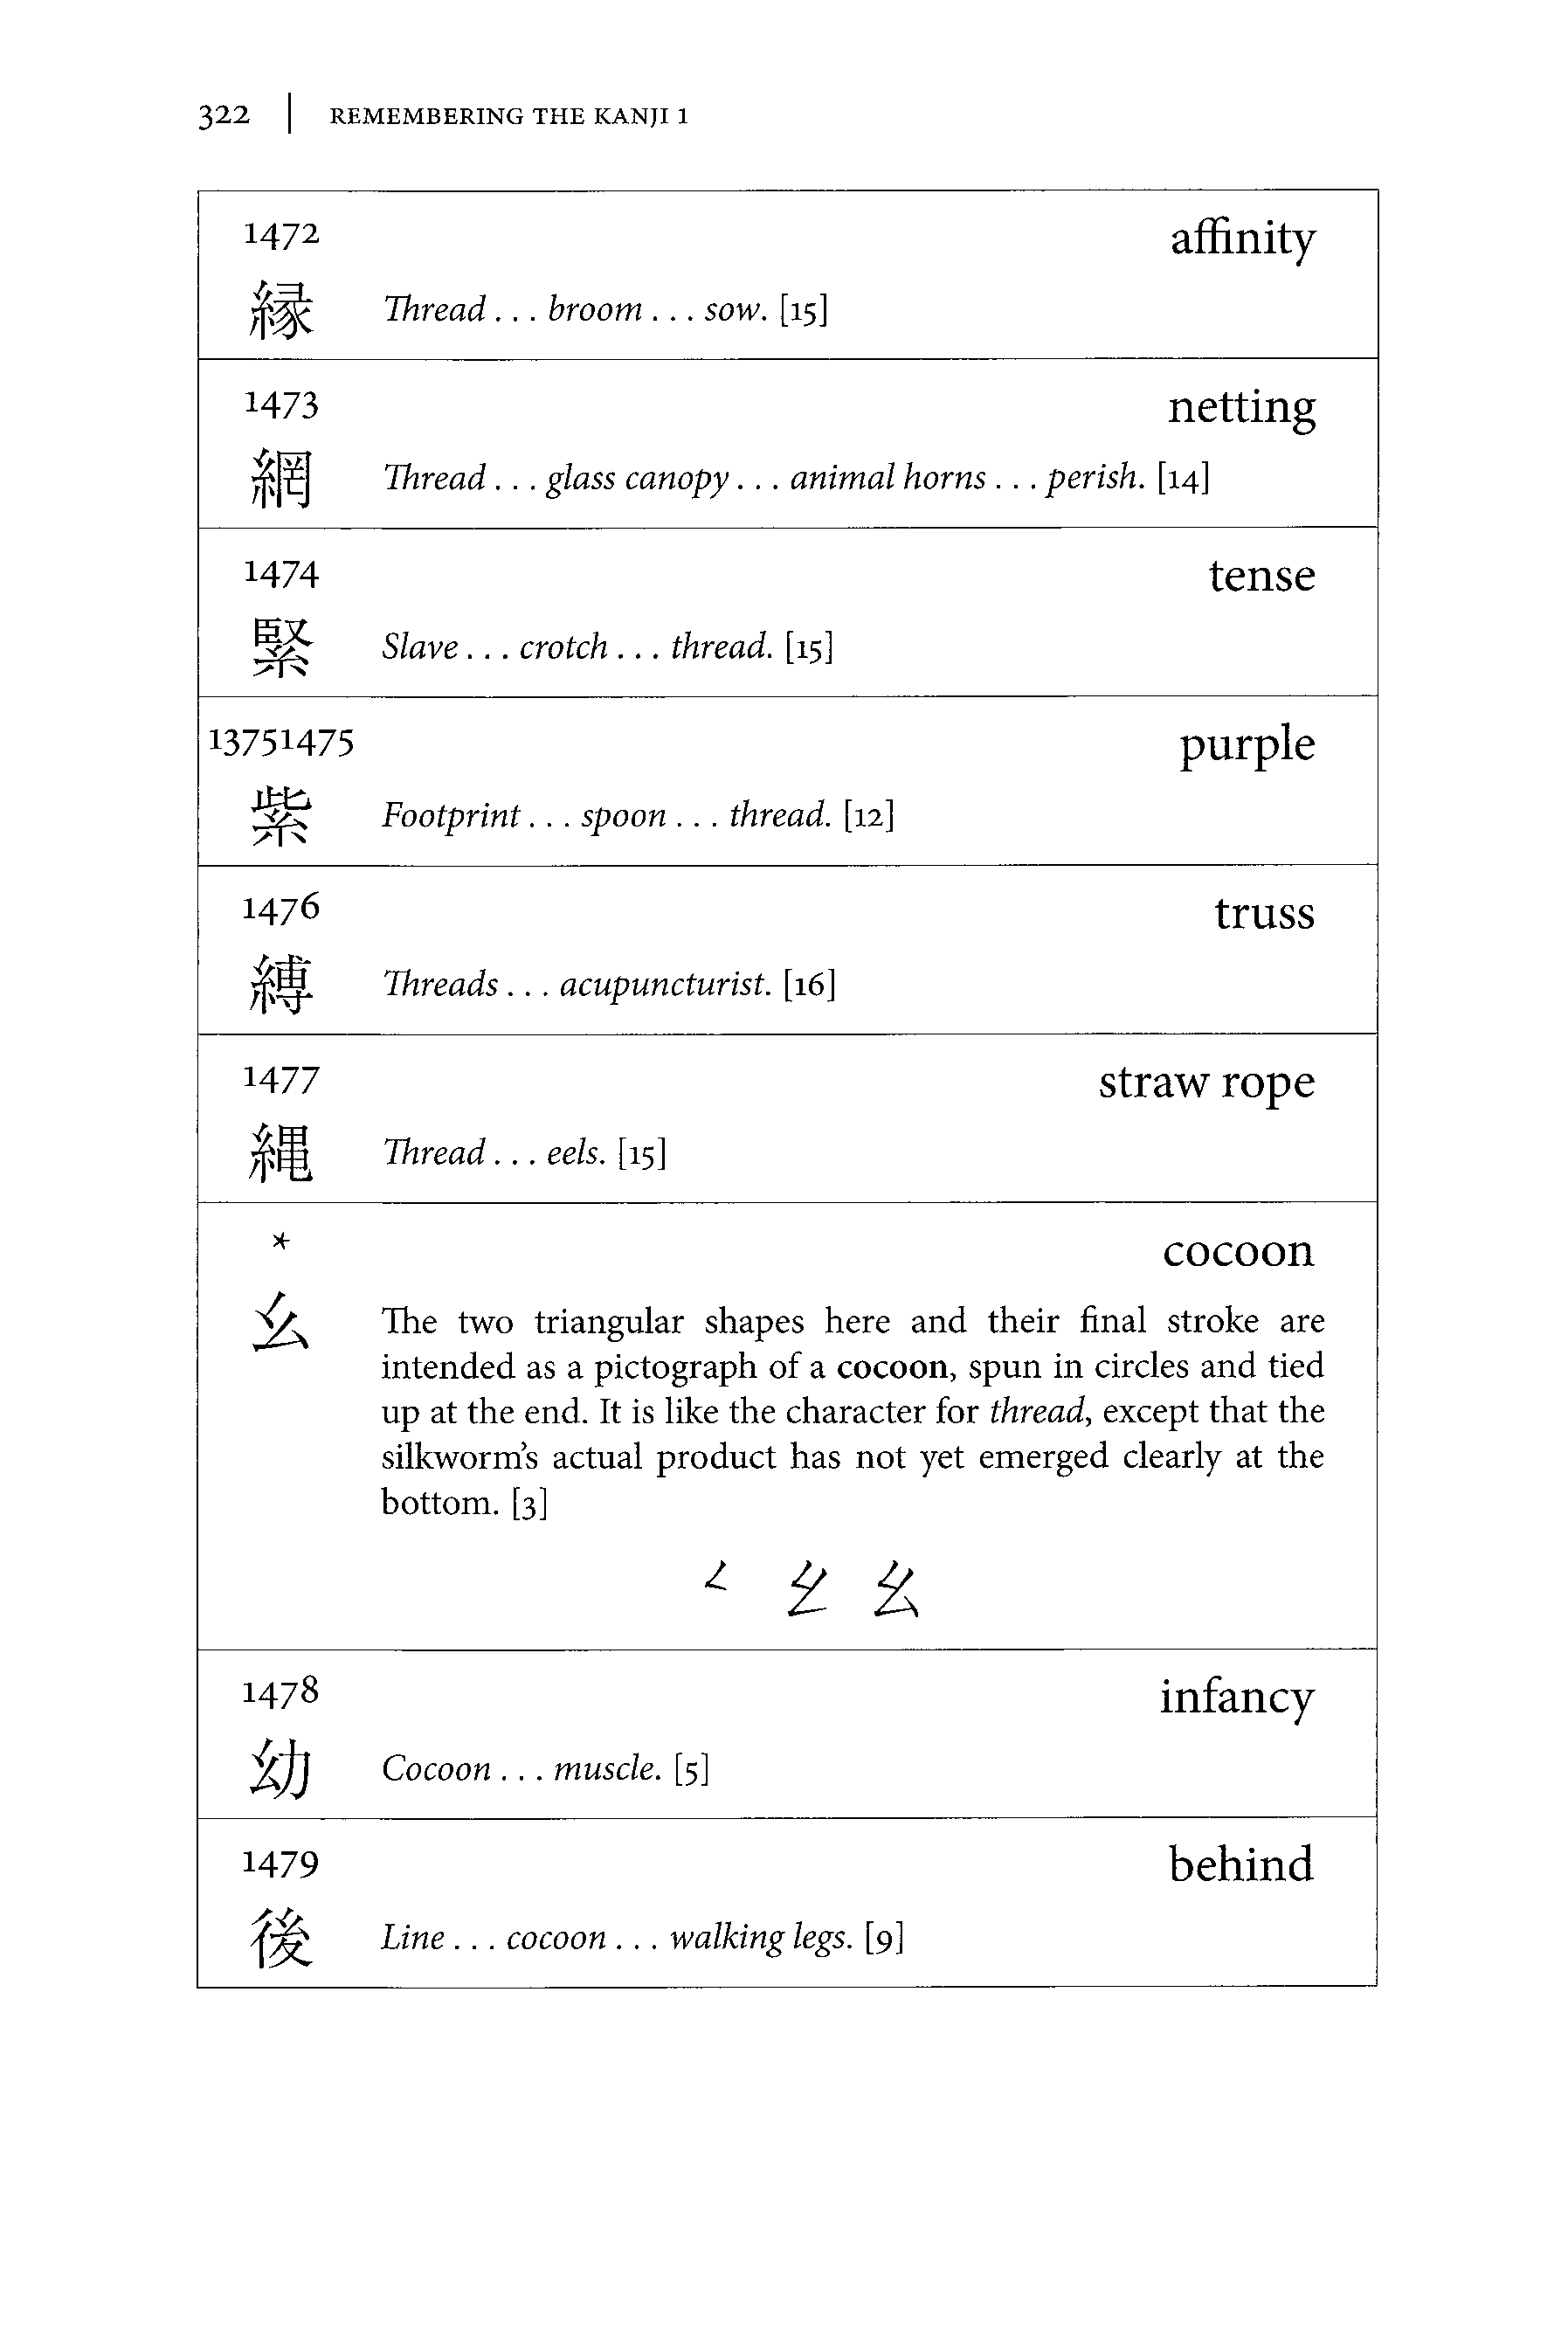 322 | REMEMBERING THE KANJI 1
1472 affinity
縁 Thread . . . broom . . . sow. [15]
1473 netting
網 Thread . . . glass canopy . . . animal horns . . . perish. [14]
1474 tense
緊 Slave . . . crotch . . . thread. [15]
13751475 purple
紫 Footprint . . . spoon . . . thread. [12]
1476 truss
縛 Threads . . . acupuncturist. [16]
1477 straw rope
縄 Thread . . . eels. [15]
* cocoon
幺 The two triangular shapes here and their final stroke are
intended as a pictograph of a cocoon, spun in circles and tied
up at the end. It is like the character for thread, except that the
silkworm's actual product has not yet emerged clearly at the
bottom. [3]
1478 infancy
幼 Cocoon . . . muscle. [5]
1479 behind
後 Line . . . cocoon . . . walking legs. [9]